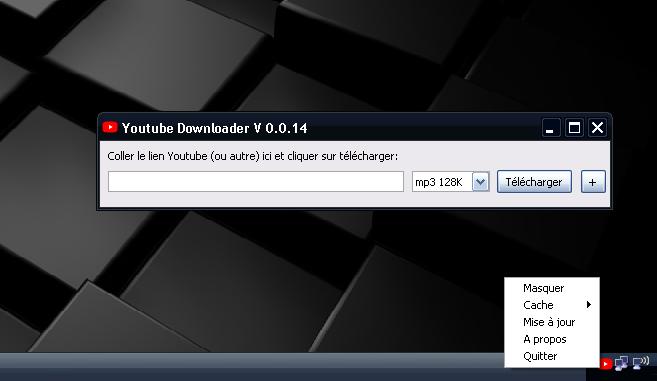 Youtube Downloader V 0.0.14
Coller le lien Youtube (ou autre) ici et cliquer sur télécharger:
mp3 128K Télécharger +
Masquer
Cache
Mise à jour
A propos
Quitter